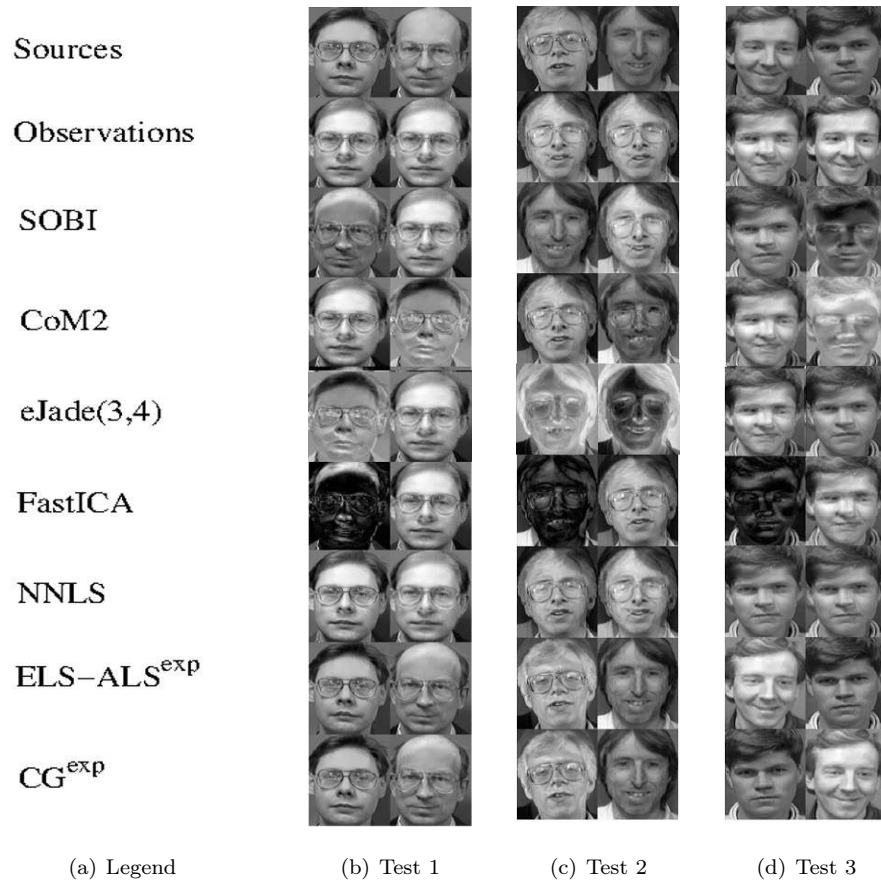 Sources
Observations
SOBI
CoM2
eJade(3,4)
FastICA
NNLS
ELS−ALS^exp
CG^exp
(a) Legend
(b) Test 1
(c) Test 2
(d) Test 3